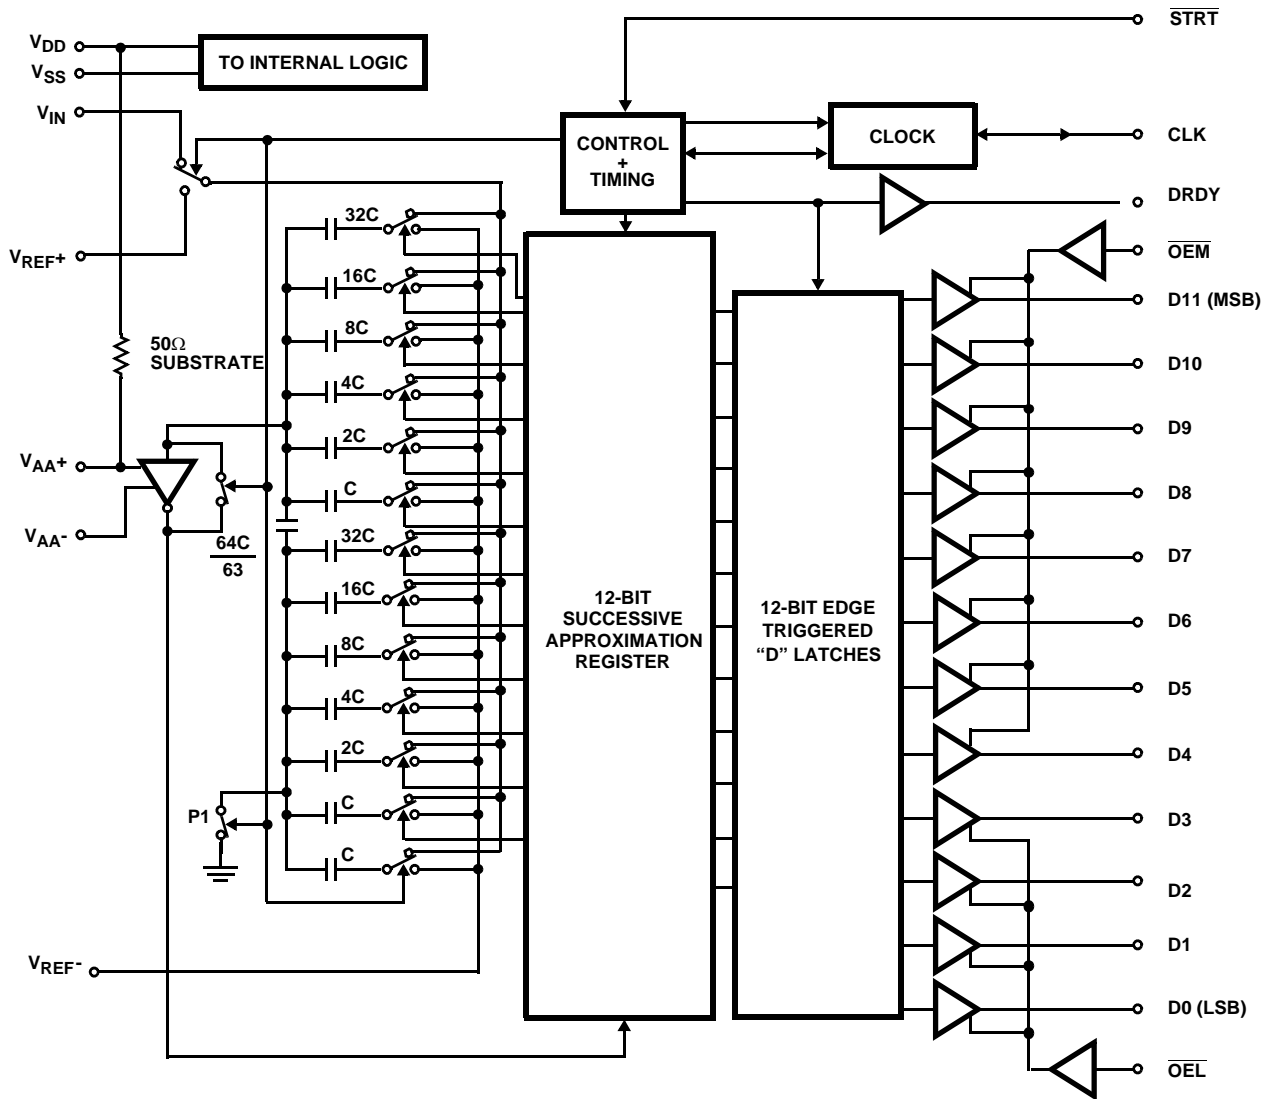 STRT
VDD
TO INTERNAL LOGIC
VSS
VIN
CONTROL
+
TIMING
CLOCK
CLK
DRDY
VREF+
OEM
32C
16C
8C
4C
2C
C
32C
16C
8C
4C
2C
C
C
50Ω
SUBSTRATE
VAA+
VAA-
64C
63
P1
VREF-
12-BIT
SUCCESSIVE
APPROXIMATION
REGISTER
12-BIT EDGE
TRIGGERED
“D” LATCHES
D11 (MSB)
D10
D9
D8
D7
D6
D5
D4
D3
D2
D1
D0 (LSB)
OEL